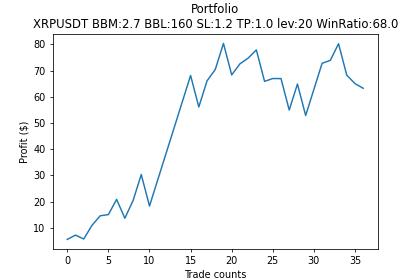 Portfolio
XRPUSDT BBM:2.7 BBL:160 SL:1.2 TP:1.0 lev:20 WinRatio:68.0
80
70
60
50
40
30
20
10
Profit ($)
0 5 10 15 20 25 30 35
Trade counts